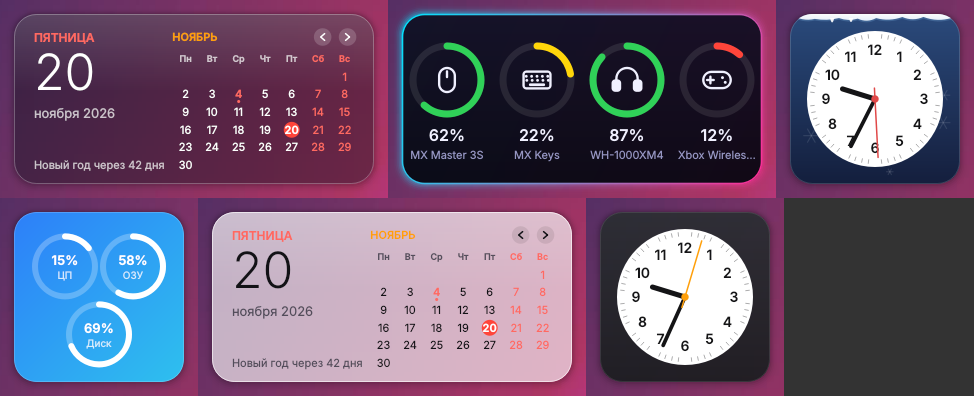 ПЯТНИЦА
20
ноября 2026
Новый год через 42 дня
НОЯБРЬ
Пн Вт Ср Чт Пт Сб Вс
1
2 3 4 5 6 7 8
9 10 11 12 13 14 15
16 17 18 19 20 21 22
23 24 25 26 27 28 29
30
62% 22% 87% 12%
MX Master 3S MX Keys WH-1000XM4 Xbox Wireles...
12
11 1
10 2
9 3
8 4
7 5
6
15% 58%
ЦП ОЗУ
69%
Диск
ПЯТНИЦА
20
ноября 2026
Новый год через 42 дня
НОЯБРЬ
Пн Вт Ср Чт Пт Сб Вс
1
2 3 4 5 6 7 8
9 10 11 12 13 14 15
16 17 18 19 20 21 22
23 24 25 26 27 28 29
30
12
11 1
10 2
9 3
8 4
7 5
6